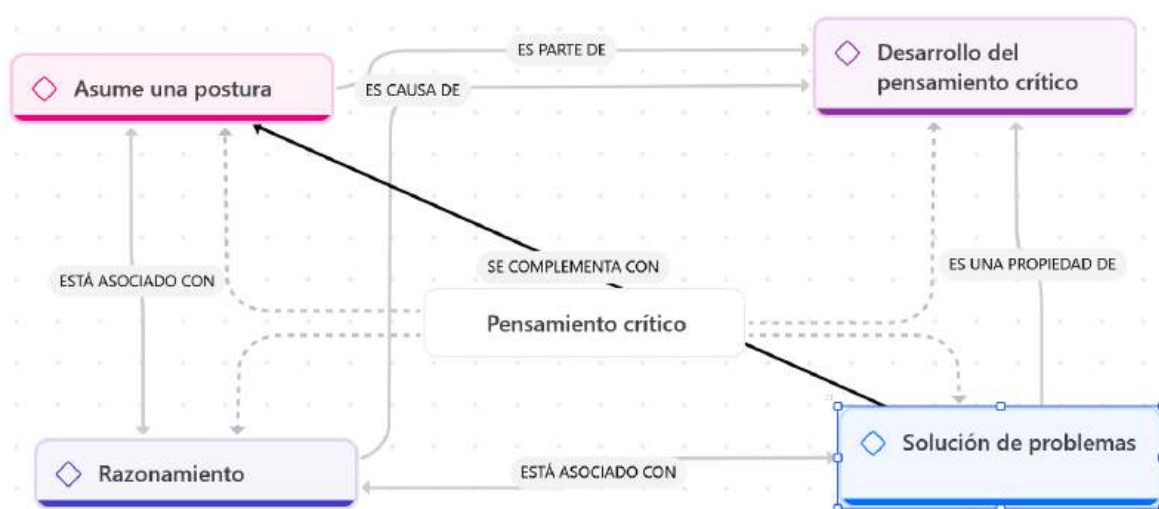 ES PARTE DE
Desarrollo del
pensamiento crítico
Asume una postura
ES CAUSA DE
SE COMPLEMENTA CON
ES UNA PROPIEDAD DE
ESTÁ ASOCIADO CON
Pensamiento crítico
Solución de problemas
Razonamiento
ESTÁ ASOCIADO CON